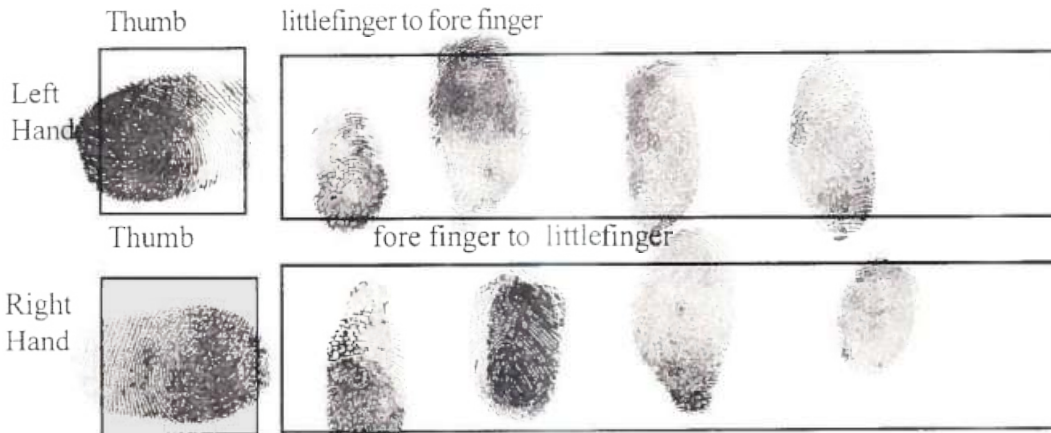 Thumb littlefinger to fore finger
Left
Hand
Thumb fore finger to littlefinger
Right
Hand